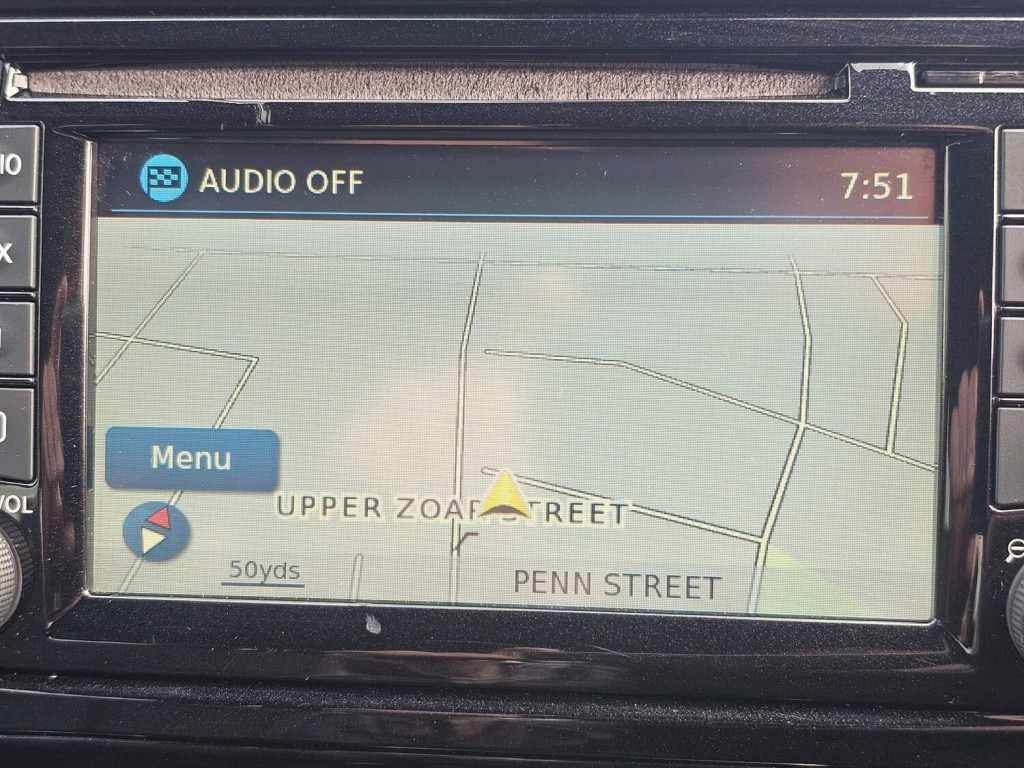 AUDIO OFF
7:51
Menu
UPPER ZOAR STREET
50yds
PENN STREET
VOL